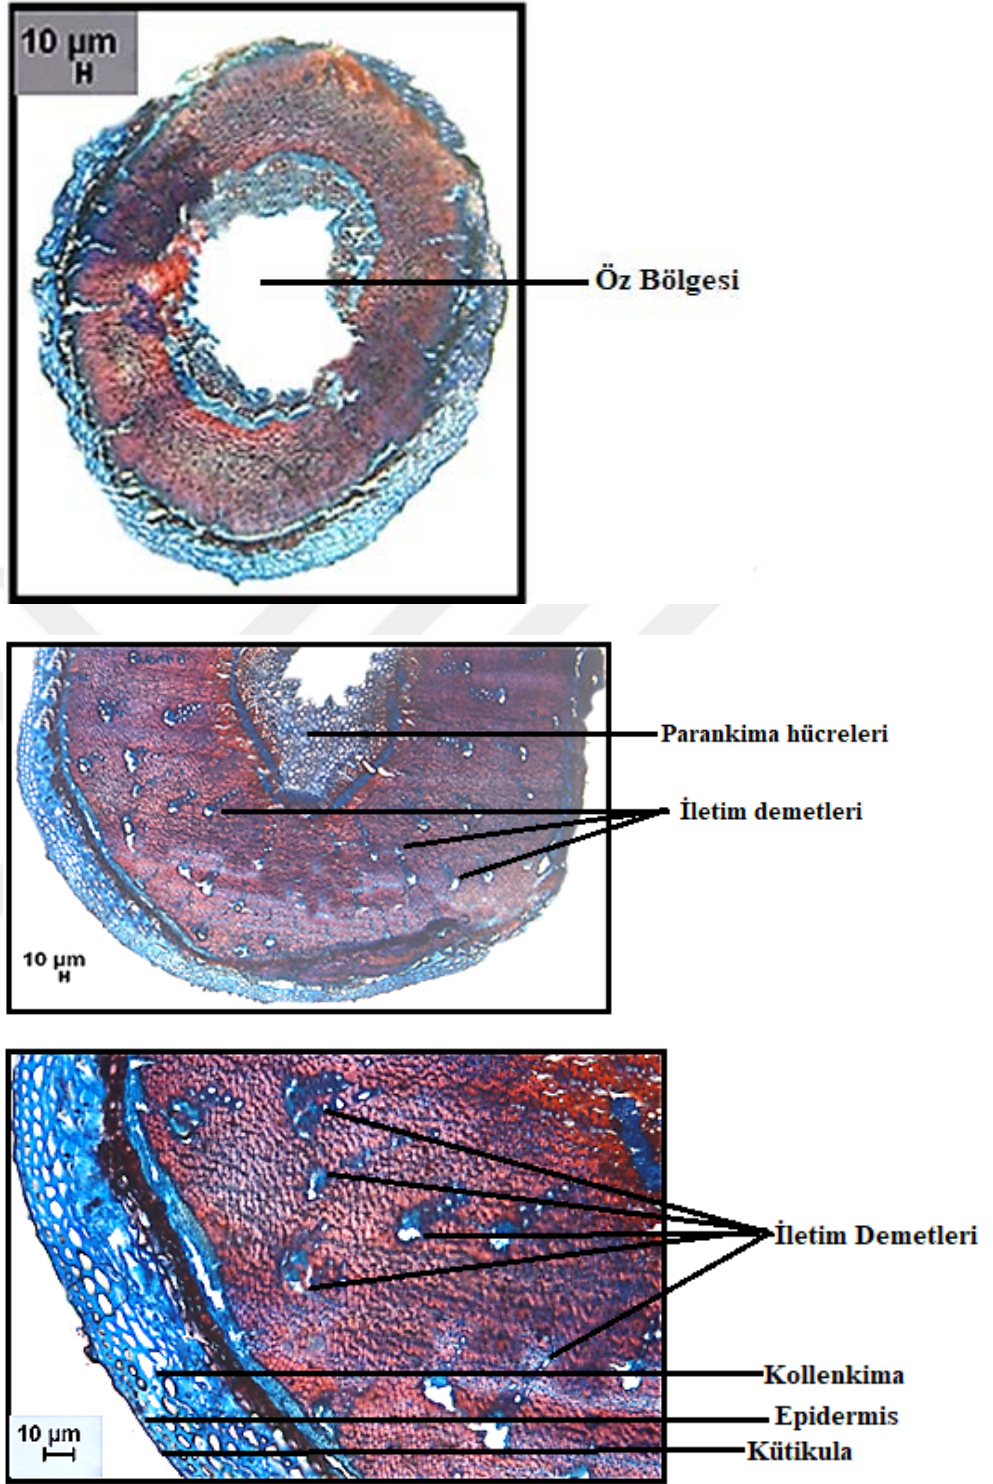 10 µm
Öz Bölgesi
Parankima hücreleri
İletim demetleri
10 µm
İletim Demetleri
Kollenkima
Epidermis
Kütikula
10 µm